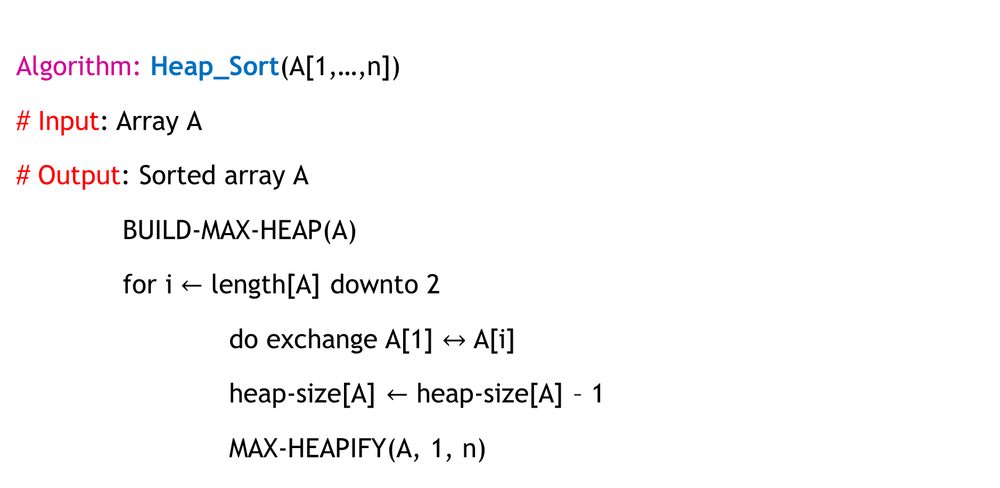 Algorithm: Heap_Sort(A[1,…,n])
# Input: Array A
# Output: Sorted array A
BUILD-MAX-HEAP(A)
for i ← length[A] downto 2
do exchange A[1] ↔ A[i]
heap-size[A] ← heap-size[A] – 1
MAX-HEAPIFY(A, 1, n)